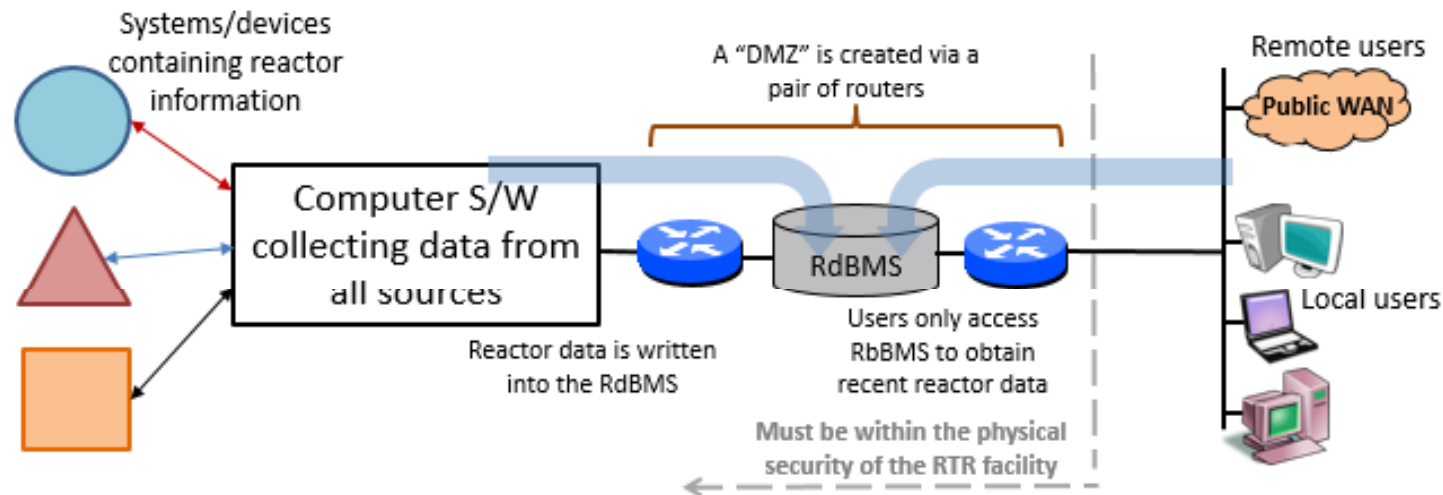 Systems/devices
containing reactor
information
A “DMZ” is created via a
pair of routers
Remote users
Public WAN
Computer S/W
collecting data from
all sources
RdBMS
Local users
Reactor data is written
into the RdBMS
Users only access
RbBMS to obtain
recent reactor data
Must be within the physical
security of the RTR facility